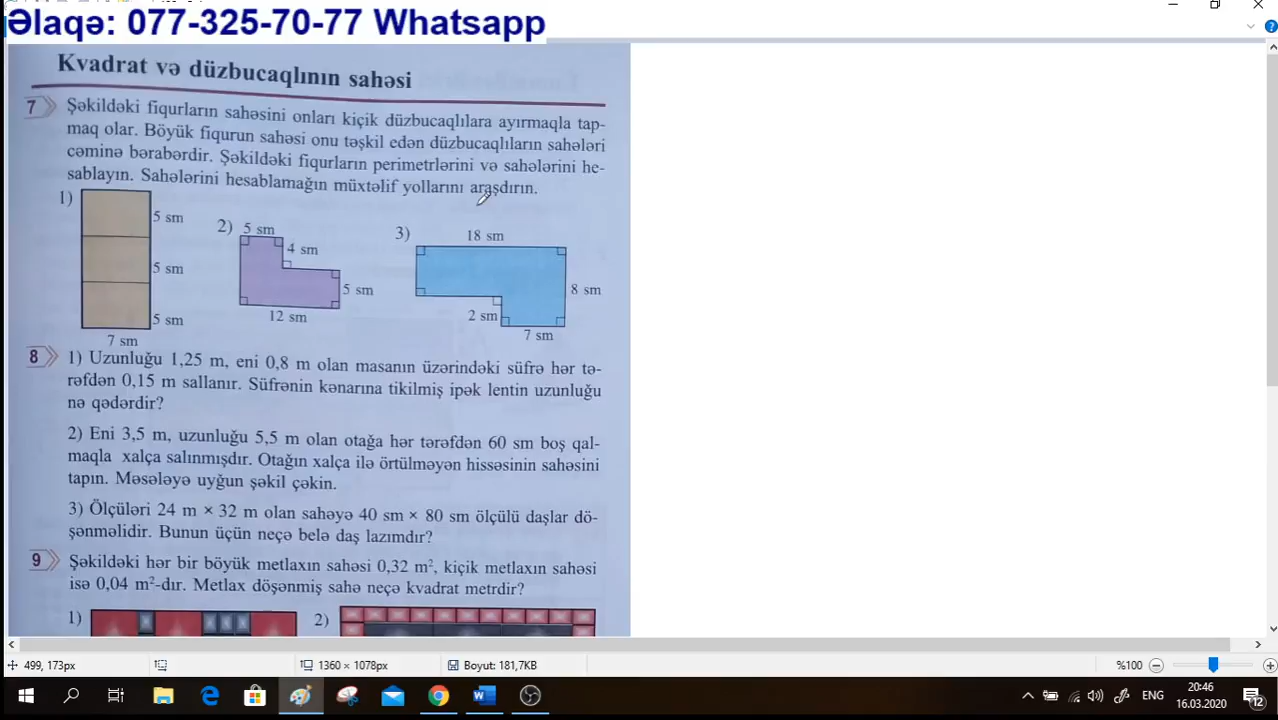 Əlaqə: 077-325-70-77 Whatsapp
Kvadrat və düzbucaqlının sahəsi
7 Şəkildəki fiqurların sahəsini onları kiçik düzbucaqlılara ayırmaqla tap-
maq olar. Böyük fiqurun sahəsi onu təşkil edən düzbucaqlıların sahələri
cəminə bərabərdir. Şəkildəki fiqurların perimetrlərini və sahələrini he-
sablayın. Sahələrini hesablamağın müxtəlif yollarını araşdırın.
1)
5 sm
5 sm
5 sm
7 sm
2) 5 sm
4 sm
5 sm
12 sm
3)
18 sm
8 sm
2 sm
7 sm
8 1) Uzunluğu 1,25 m, eni 0,8 m olan masanın üzərindəki süfrə hər tə-
rəfdən 0,15 m sallanır. Süfrənin kənarına tikilmiş ipək lentin uzunluğu
nə qədərdir?
2) Eni 3,5 m, uzunluğu 5,5 m olan otağa hər tərəfdən 60 sm boş qal-
maqla xalça salınmışdır. Otağın xalça ilə örtülməyən hissəsinin sahəsini
tapın. Məsələyə uyğun şəkil çəkin.
3) Ölçüləri 24 m × 32 m olan sahəyə 40 sm × 80 sm ölçülü daşlar dö-
şənməlidir. Bunun üçün neçə belə daş lazımdır?
9 Şəkildəki hər bir böyük metlaxın sahəsi 0,32 m², kiçik metlaxın sahəsi
isə 0,04 m²-dır. Metlax döşənmiş sahə neçə kvadrat metrdir?
1)
2)
499, 173px
1360 × 1078px
Boyut: 181,7KB
%100
ENG
20:46
16.03.2020
12